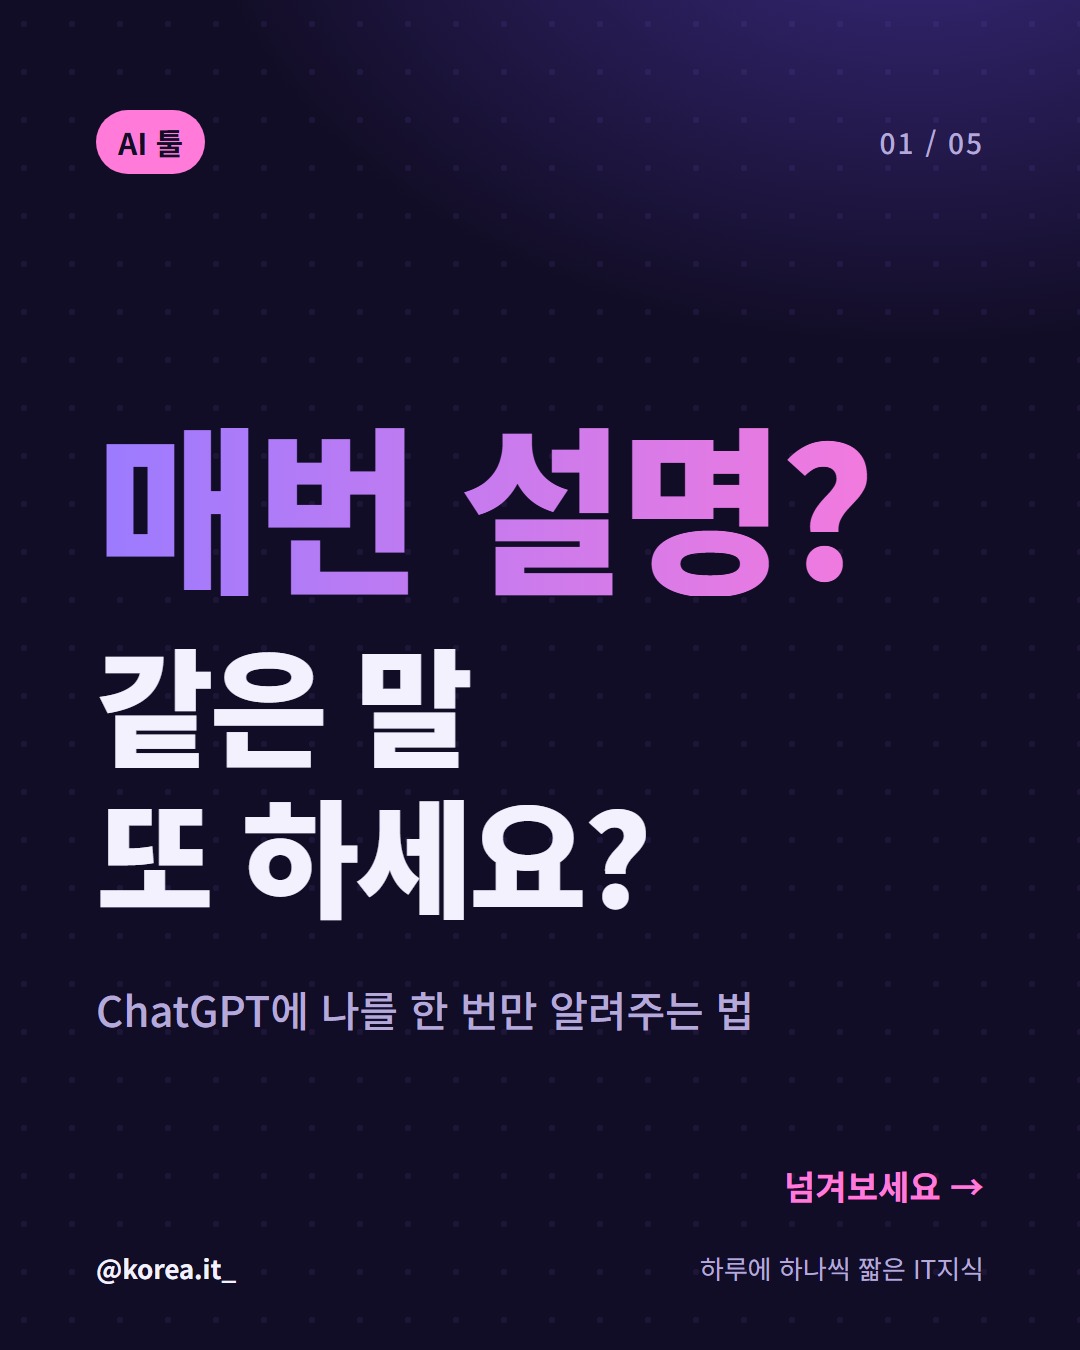 AI 툴
01 / 05
매번 설명?
같은 말
또 하세요?
ChatGPT에 나를 한 번만 알려주는 법
넘겨보세요 →
@korea.it_
하루에 하나씩 짧은 IT지식